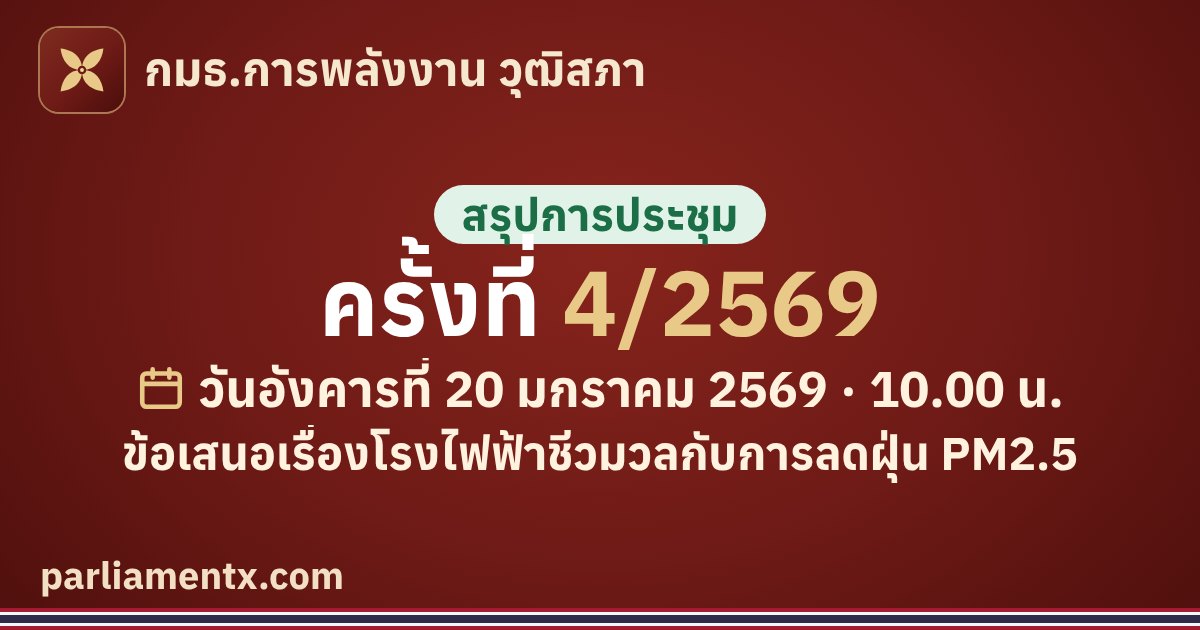 กมธ.การพลังงาน วุฒิสภา
สรุปการประชุม
ครั้งที่ 4/2569
วันอังคารที่ 20 มกราคม 2569 · 10.00 น.
ข้อเสนอเรื่องโรงไฟฟ้าชีวมวลกับการลดฝุ่น PM2.5
parliamentx.com